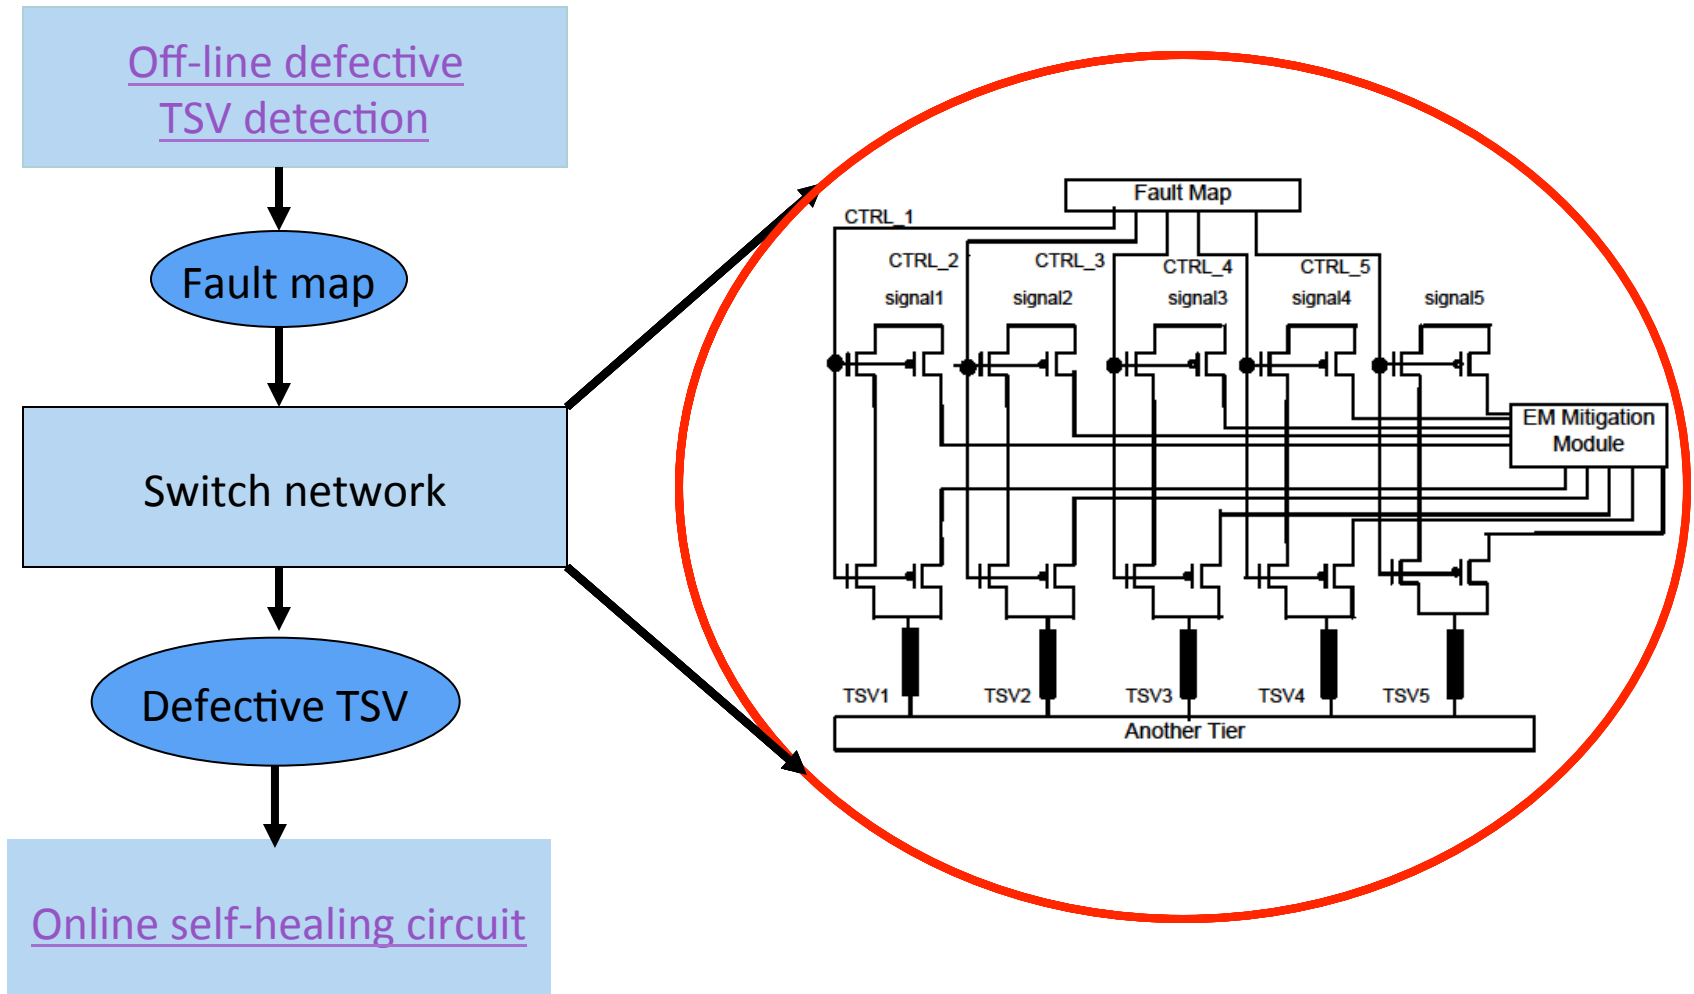 Off-line defective
TSV detection
Fault map
Switch network
Defective TSV
Online self-healing circuit
Fault Map
CTRL_1
CTRL_2
CTRL_3
CTRL_4
CTRL_5
signal1
signal2
signal3
signal4
signal5
EM Mitigation
Module
TSV1
TSV2
TSV3
TSV4
TSV5
Another Tier